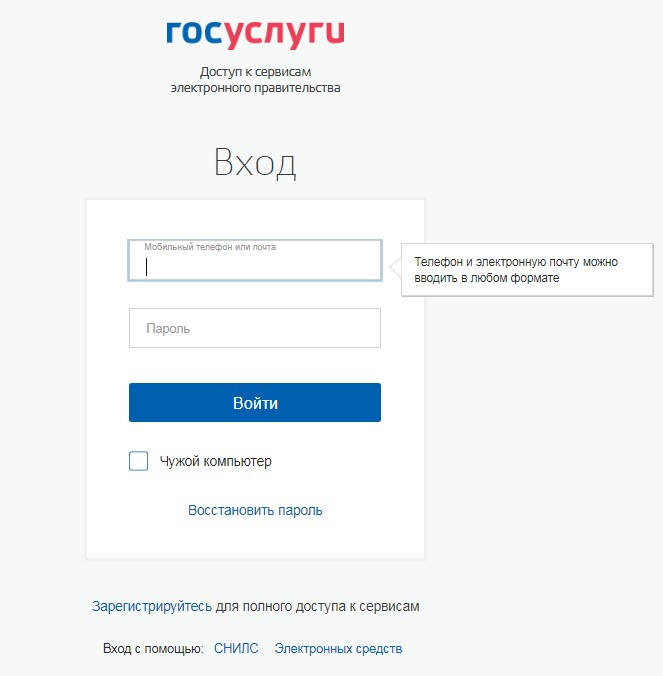 госуслуги
Доступ к сервисам
электронного правительства
Вход
Мобильный телефон или почта
Телефон и электронную почту можно
вводить в любом формате
Пароль
Войти
Чужой компьютер
Восстановить пароль
Зарегистрируйтесь для полного доступа к сервисам
Вход с помощью: СНИЛС Электронных средств